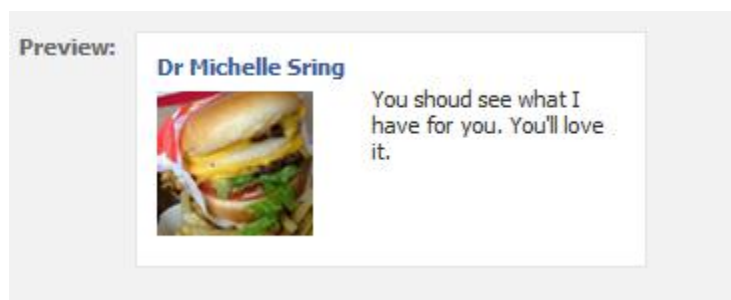 Preview:
Dr Michelle Sring
You shoud see what I
have for you. You'll love
it.